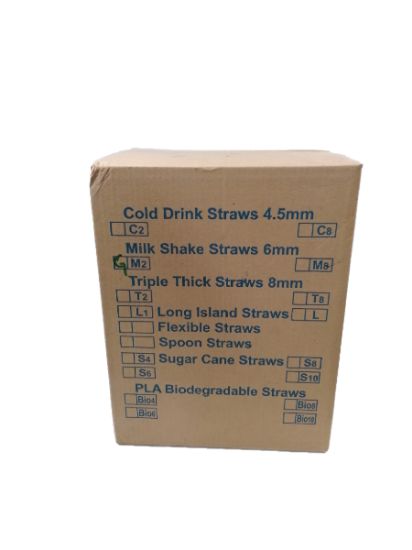 Cold Drink Straws 4.5mm
C2 C8
Milk Shake Straws 6mm
M2 M8
Triple Thick Straws 8mm
T2 T8
L1 Long Island Straws L
Flexible Straws
Spoon Straws
S4 Sugar Cane Straws S8
S6 S10
PLA Biodegradable Straws
Bio4 Bio8
Bio6 Bio10